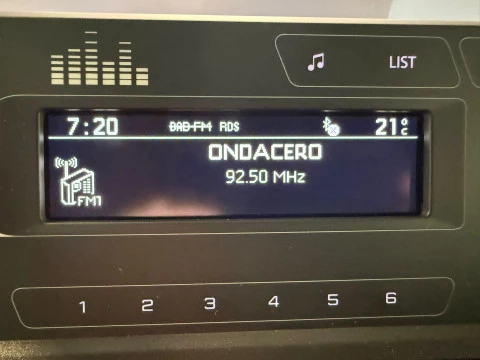 LIST
7:20 DAB-FM RDS 21°C
ONDACERO
92.50 MHz
FM1
1 2 3 4 5 6